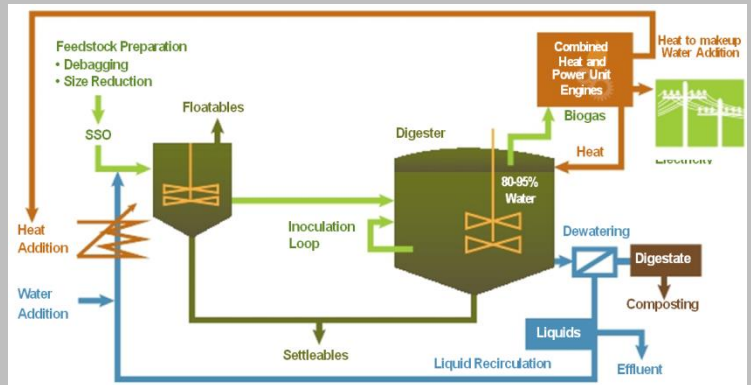 Feedstock Preparation
• Debagging
• Size Reduction
SSO
Floatables
Digester
Combined
Heat and
Power Unit
Engines
Heat to makeup
Water Addition
Biogas
Heat
Electricity
80-95%
Water
Inoculation
Loop
Heat
Addition
Water
Addition
Dewatering
Digestate
Composting
Liquids
Settleables
Liquid Recirculation
Effluent